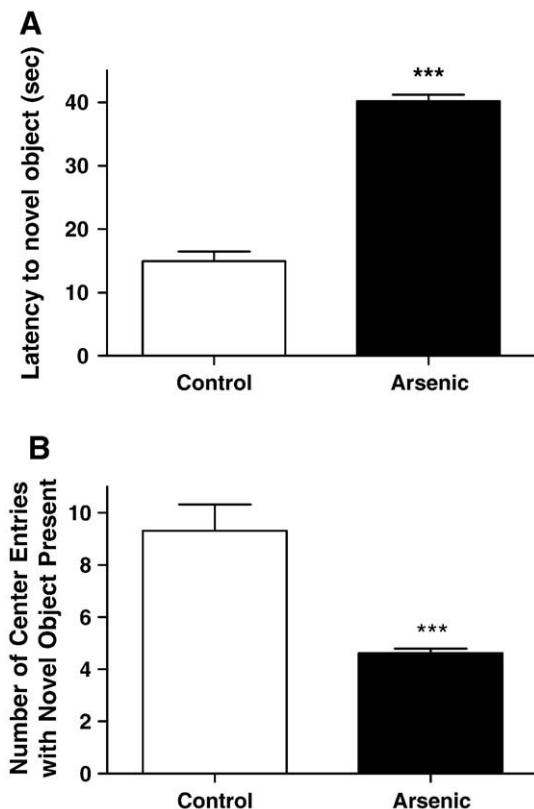 A
Latency to novel object (sec)
40
30
20
10
0
***
Control
Arsenic
B
Number of Center Entries
with Novel Object Present
10
8
6
4
2
0
***
Control
Arsenic